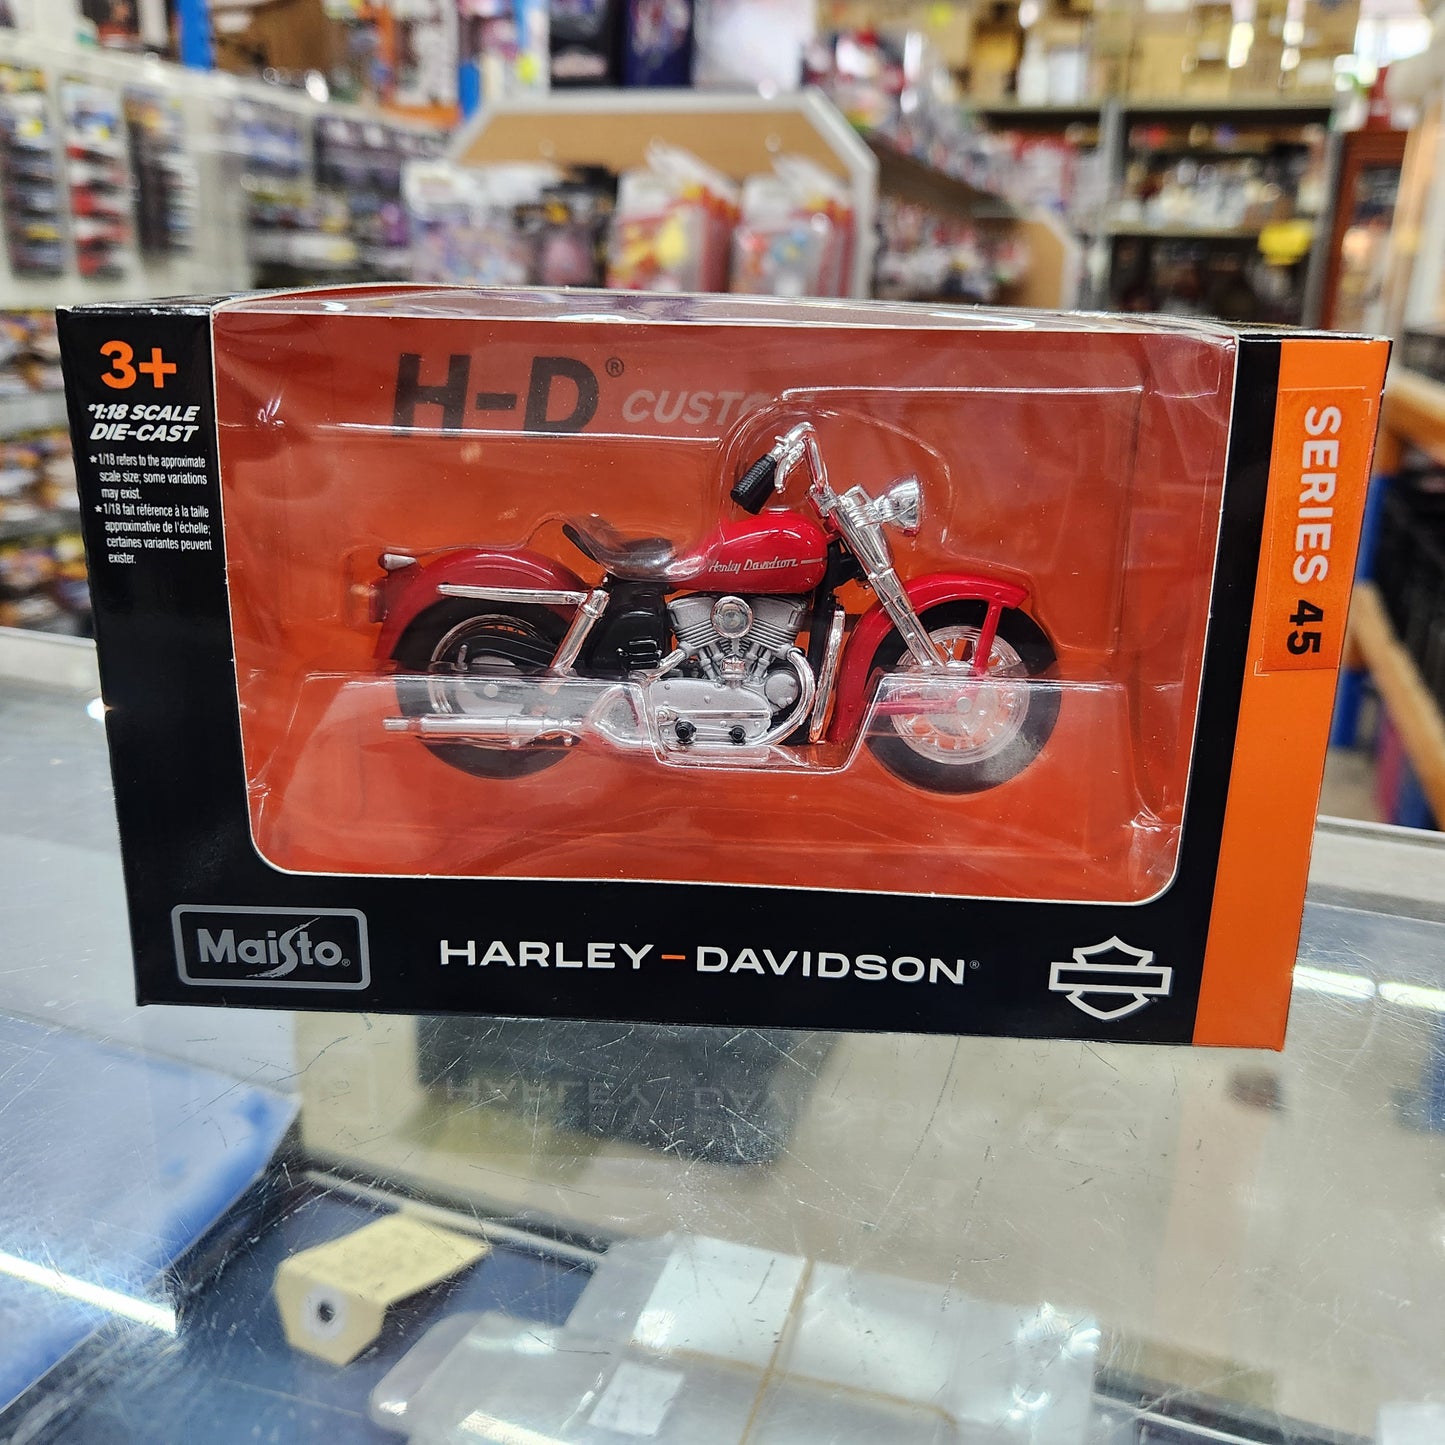 3+
*1:18 SCALE
DIE-CAST
* 1/18 refers to the approximate
scale size; some variations
may exist.
* 1/18 fait référence à la taille
approximative de l'échelle;
certaines variantes peuvent
exister.
H-D®
Harley Davidson
SERIES 45
Maisto®
HARLEY-DAVIDSON®